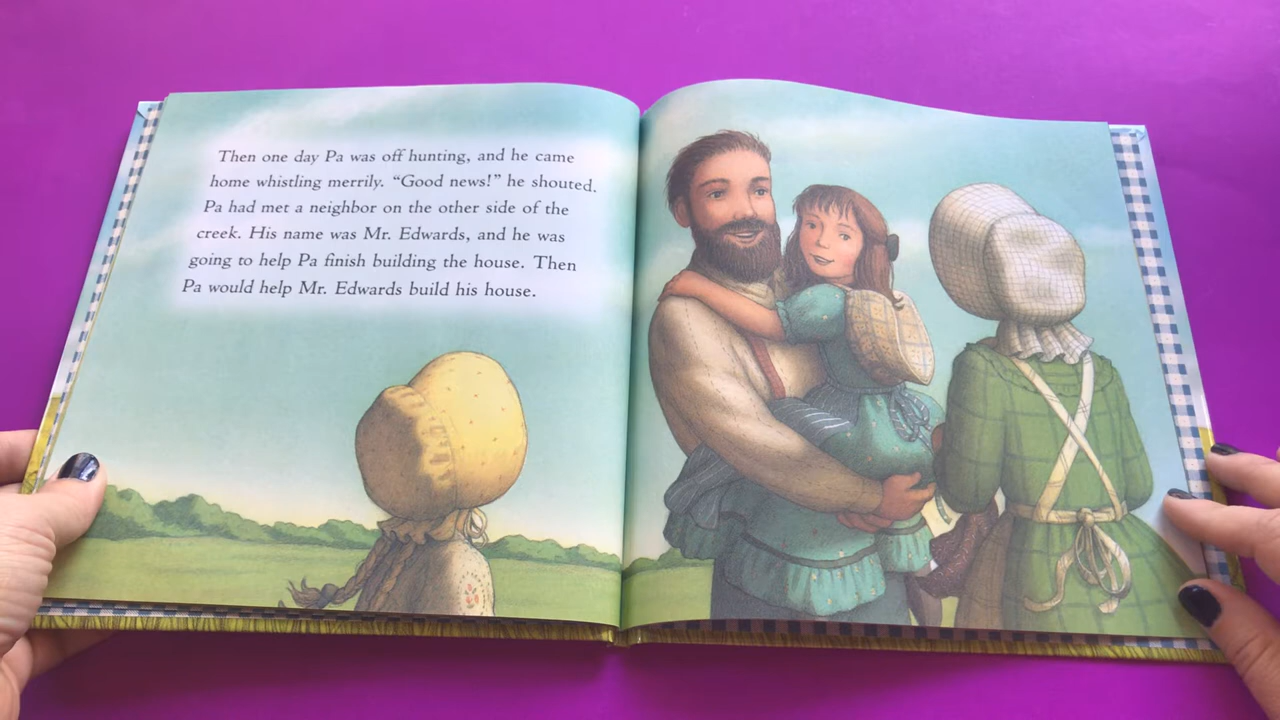 Then one day Pa was off hunting, and he came
home whistling merrily. “Good news!” he shouted.
Pa had met a neighbor on the other side of the
creek. His name was Mr. Edwards, and he was
going to help Pa finish building the house. Then
Pa would help Mr. Edwards build his house.